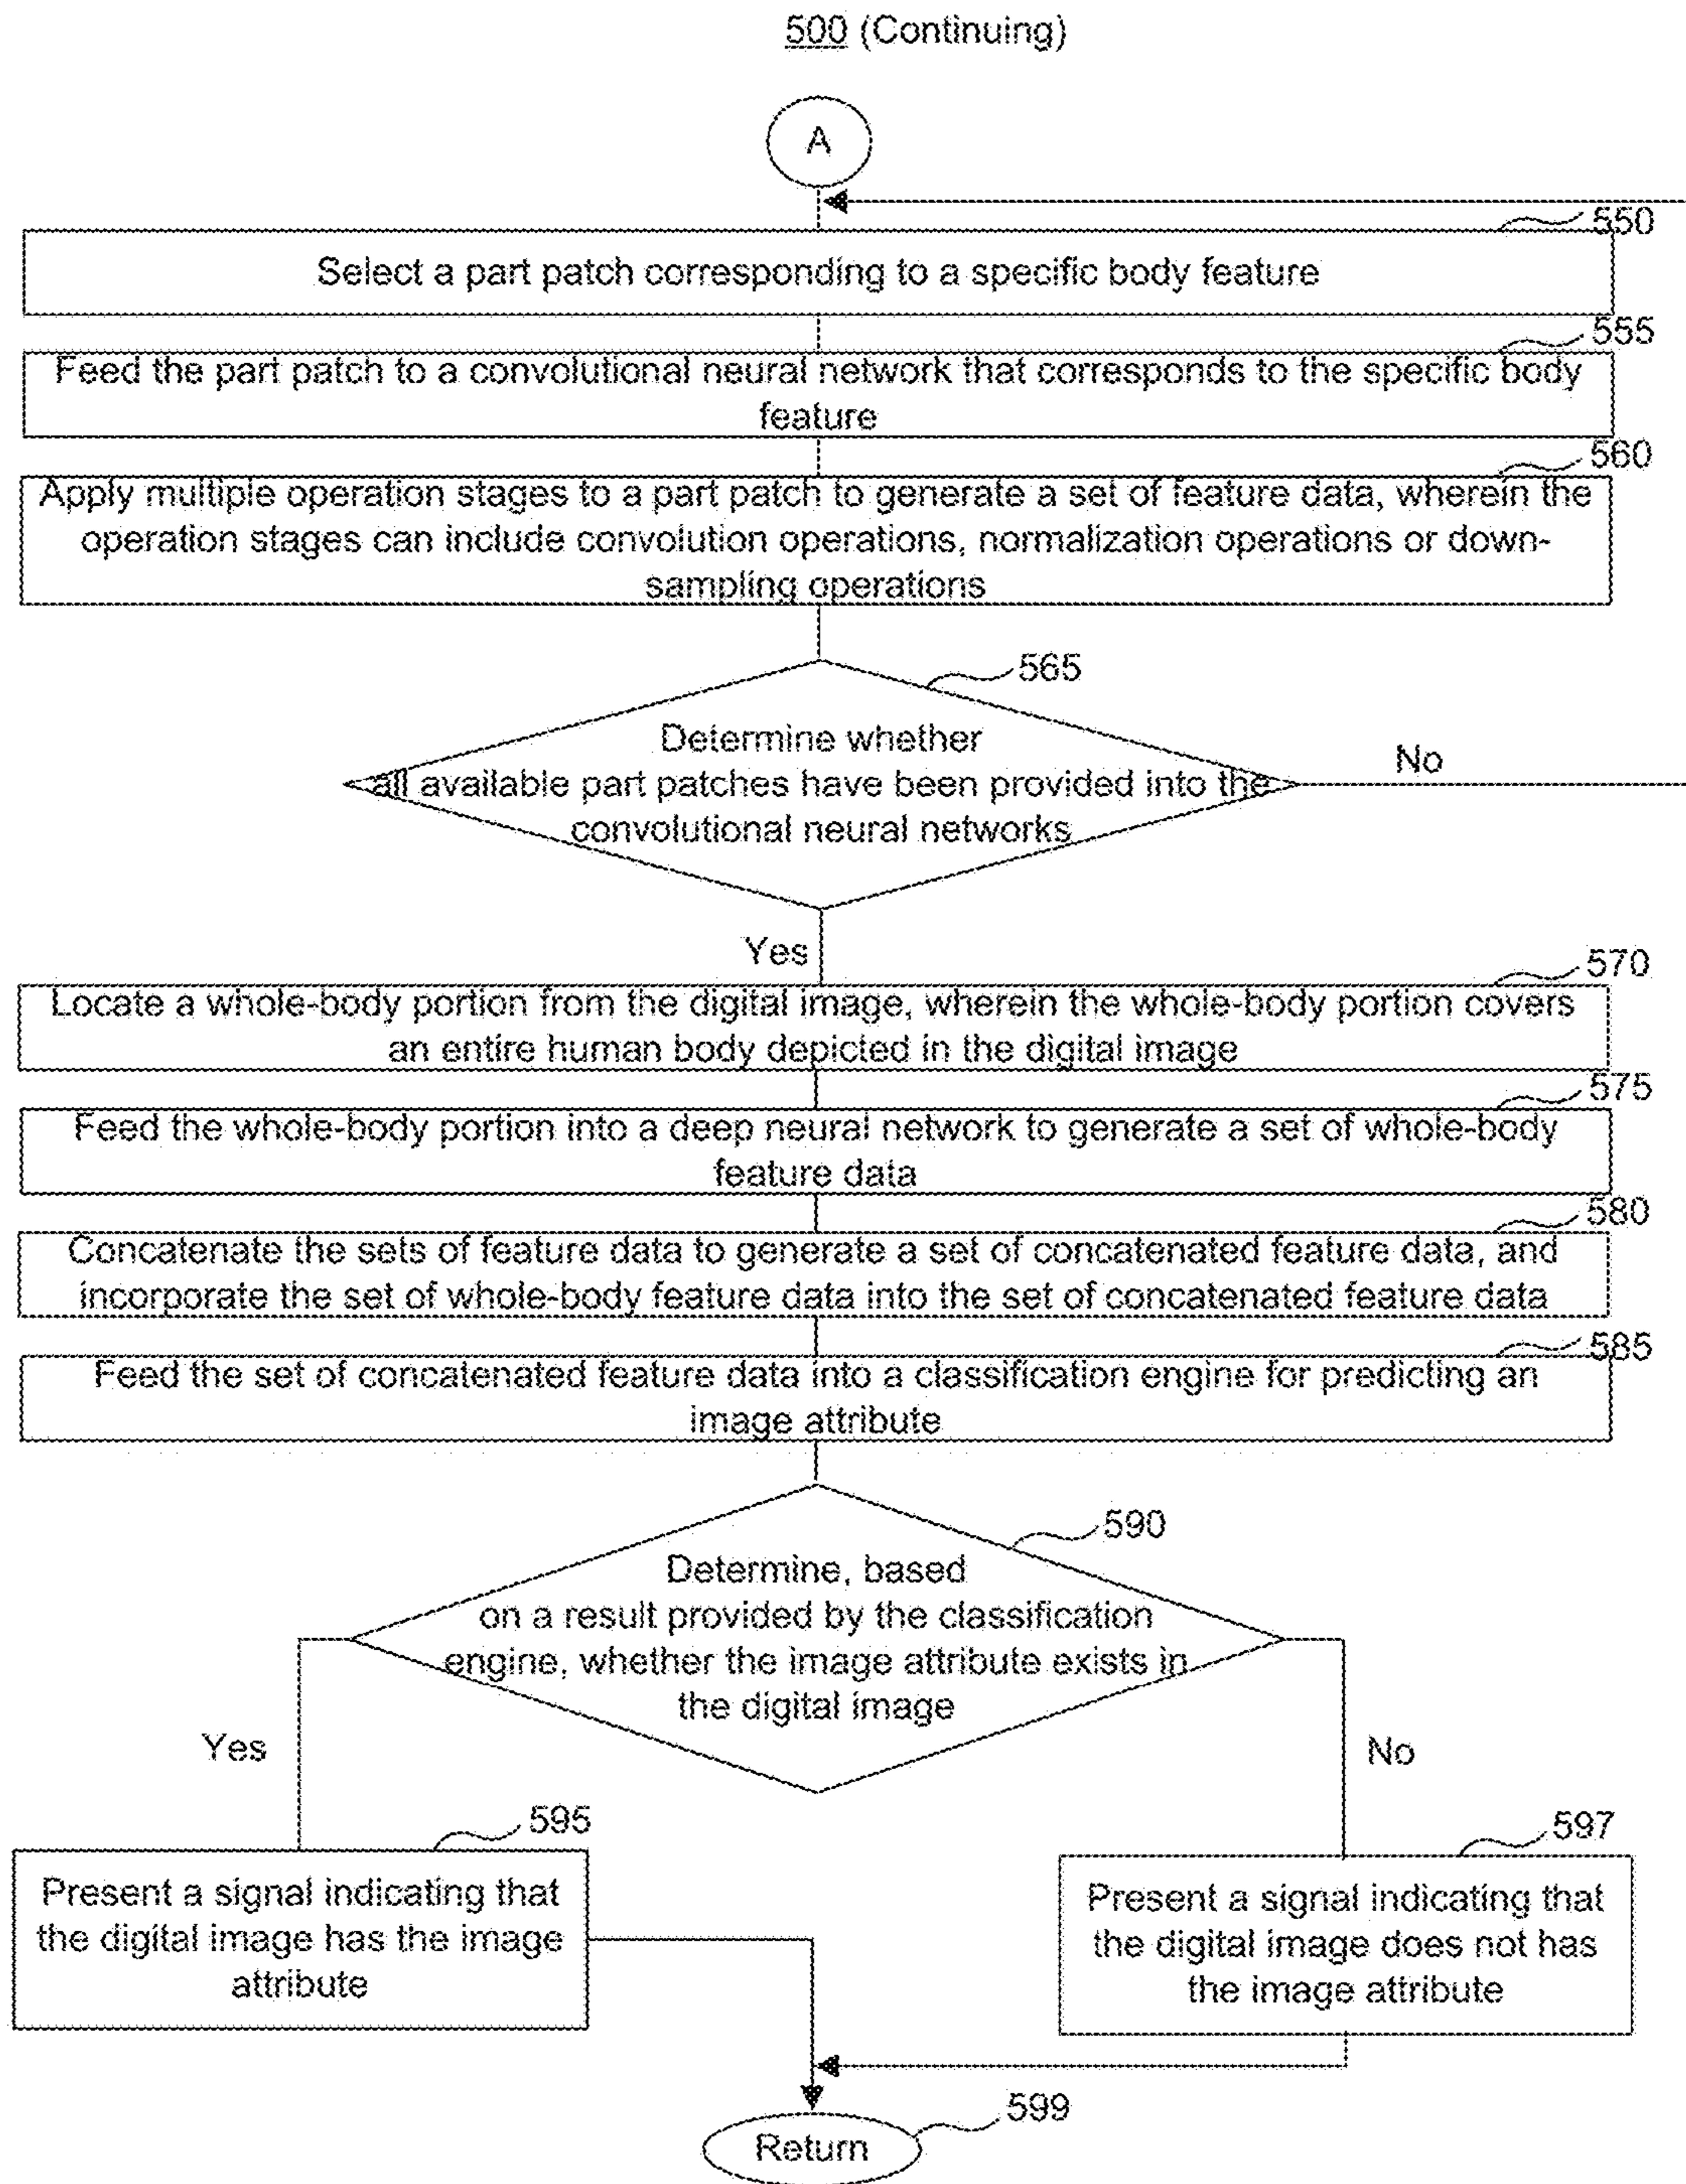 500 (Continuing)
A
550
Select a part patch corresponding to a specific body feature
555
Feed the part patch to a convolutional neural network that corresponds to the specific body
feature
560
Apply multiple operation stages to a part patch to generate a set of feature data, wherein the
operation stages can include convolution operations, normalization operations or down-
sampling operations
565
Determine whether
all available part patches have been provided into the
convolutional neural networks
No
Yes
570
Locate a whole-body portion from the digital image, wherein the whole-body portion covers
an entire human body depicted in the digital image
575
Feed the whole-body portion into a deep neural network to generate a set of whole-body
feature data
580
Concatenate the sets of feature data to generate a set of concatenated feature data, and
incorporate the set of whole-body feature data into the set of concatenated feature data
585
Feed the set of concatenated feature data into a classification engine for predicting an
image attribute
590
Determine, based
on a result provided by the classification
engine, whether the image attribute exists in
the digital image
Yes
No
595
Present a signal indicating that
the digital image has the image
attribute
597
Present a signal indicating that
the digital image does not has
the image attribute
599
Return